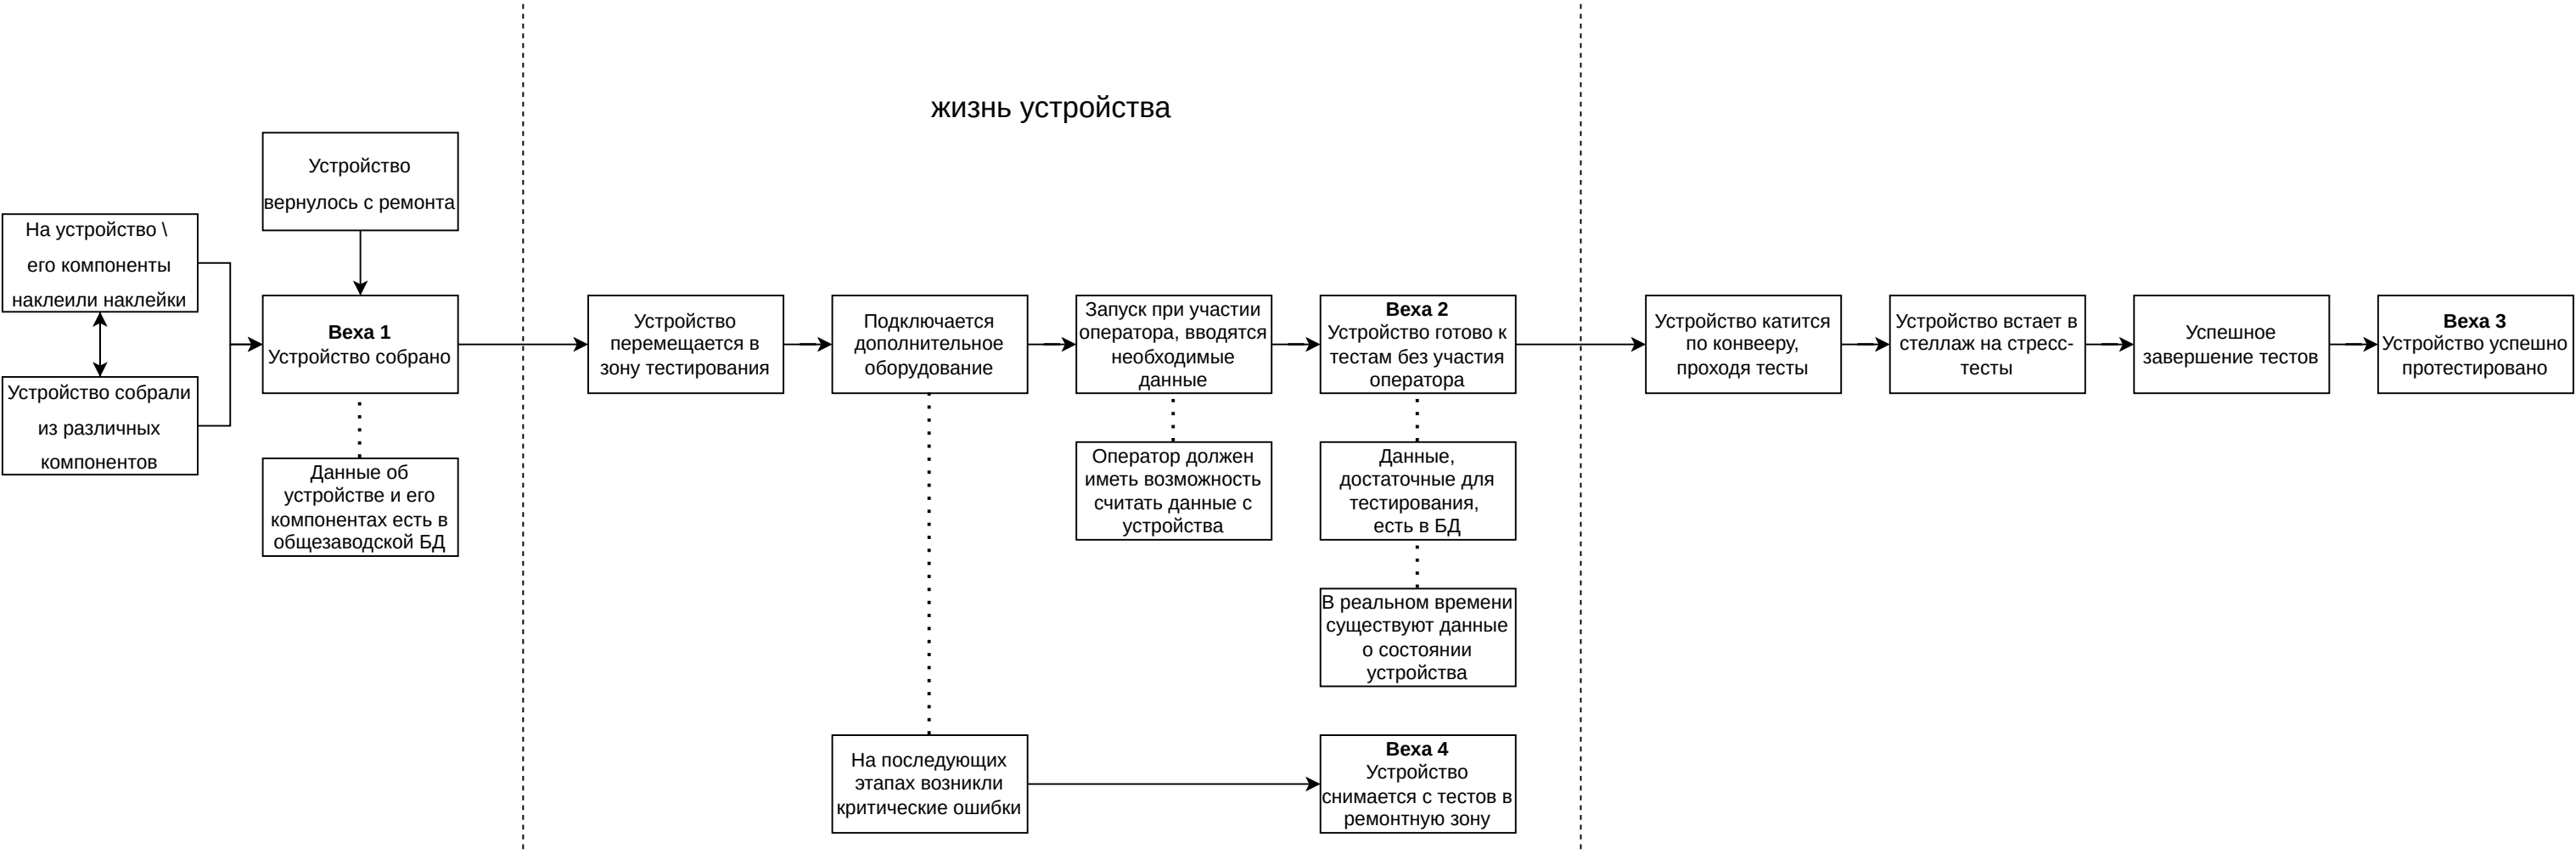 жизнь устройства
Устройство
вернулось с ремонта
На устройство \
его компоненты
наклеили наклейки
Устройство собрали
из различных
компонентов
Веха 1
Устройство собрано
Данные об
устройстве и его
компонентах есть в
общезаводской БД
Устройство
перемещается в
зону тестирования
Подключается
дополнительное
оборудование
Запуск при участии
оператора, вводятся
необходимые
данные
Оператор должен
иметь возможность
считать данные с
устройства
Веха 2
Устройство готово к
тестам без участия
оператора
Данные,
достаточные для
тестирования,
есть в БД
В реальном времени
существуют данные
о состоянии
устройства
На последующих
этапах возникли
критические ошибки
Веха 4
Устройство
снимается с тестов в
ремонтную зону
Устройство катится
по конвееру,
проходя тесты
Устройство встает в
стеллаж на стресс-
тесты
Успешное
завершение тестов
Веха 3
Устройство успешно
протестировано